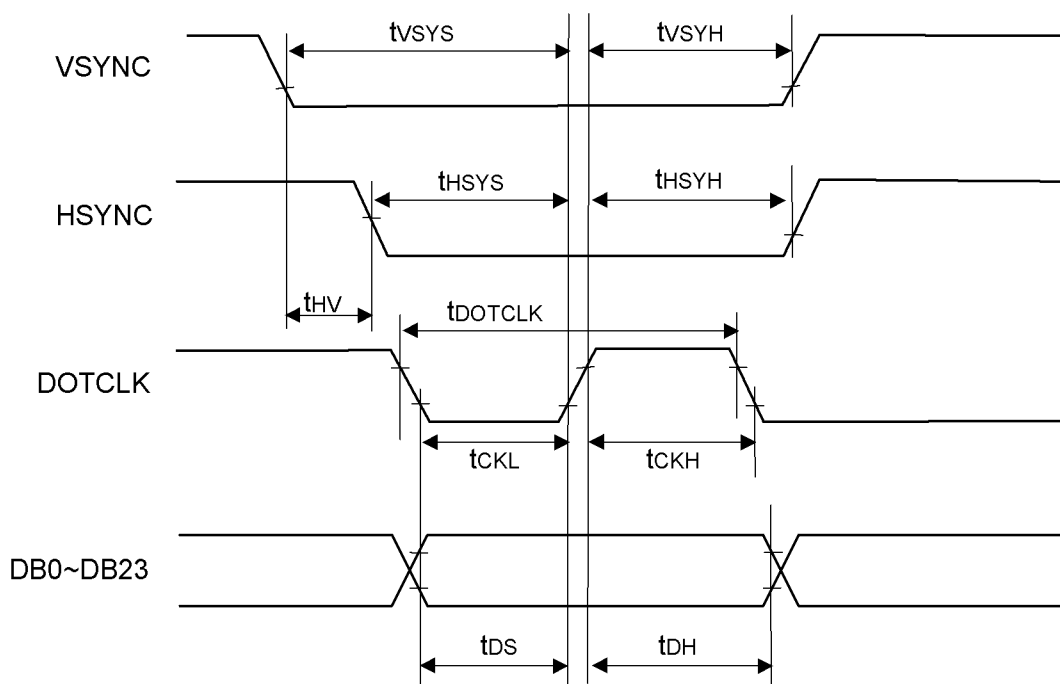 tVSYS
tVSYH
VSYNC
tHSYS
tHSYH
HSYNC
tHV
tDOTCLK
DOTCLK
tCKL
tCKH
DB0~DB23
tDS
tDH